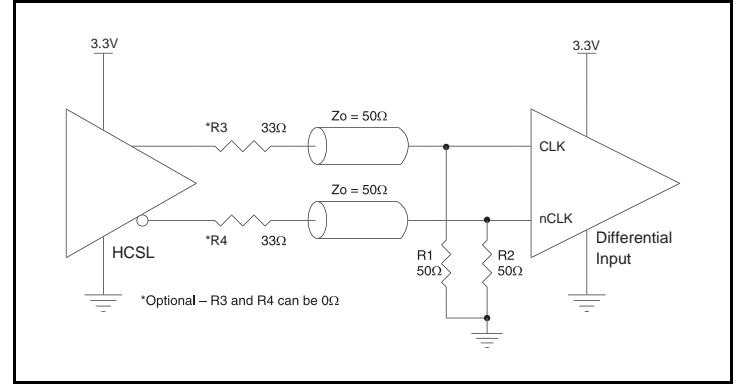 3.3V
3.3V
*R3 33Ω
Zo = 50Ω
CLK
Zo = 50Ω
nCLK
*R4 33Ω
HCSL
R1
50Ω
R2
50Ω
Differential
Input
*Optional – R3 and R4 can be 0Ω